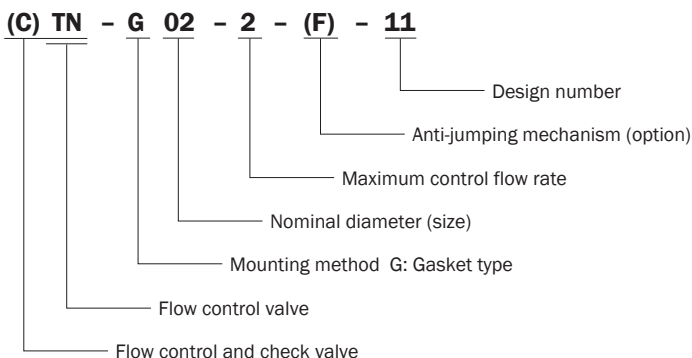 (C) TN – G 02 – 2 – (F) – 11
Design number
Anti-jumping mechanism (option)
Maximum control flow rate
Nominal diameter (size)
Mounting method G: Gasket type
Flow control valve
Flow control and check valve